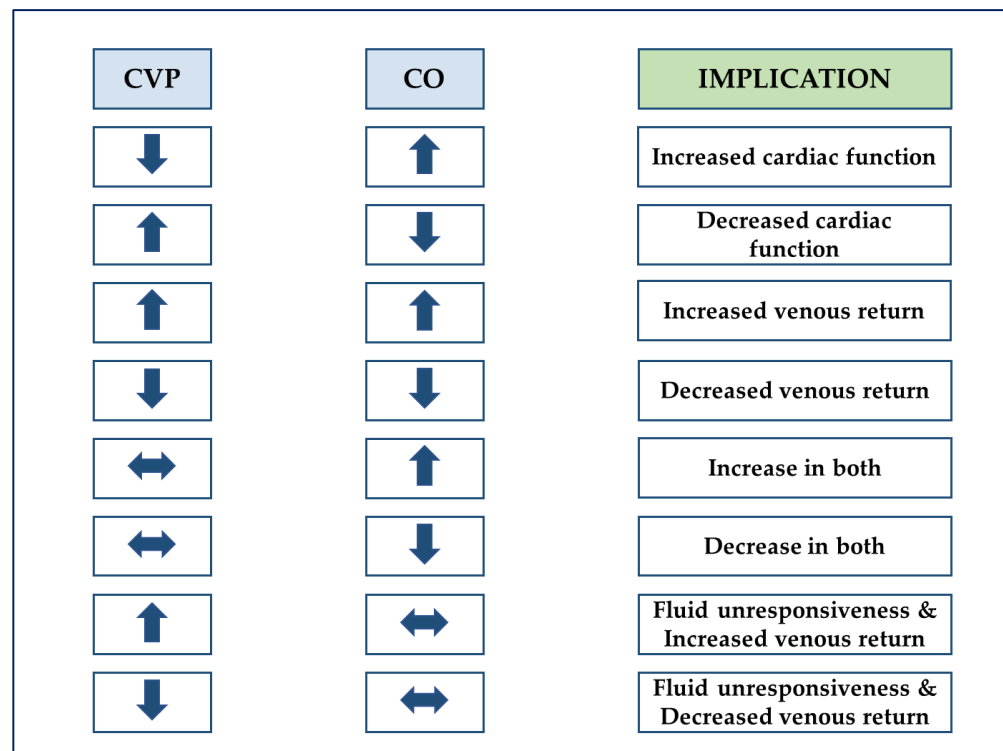 CVP CO IMPLICATION
Increased cardiac function
Decreased cardiac
function
Increased venous return
Decreased venous return
Increase in both
Decrease in both
Fluid unresponsiveness &
Increased venous return
Fluid unresponsiveness &
Decreased venous return